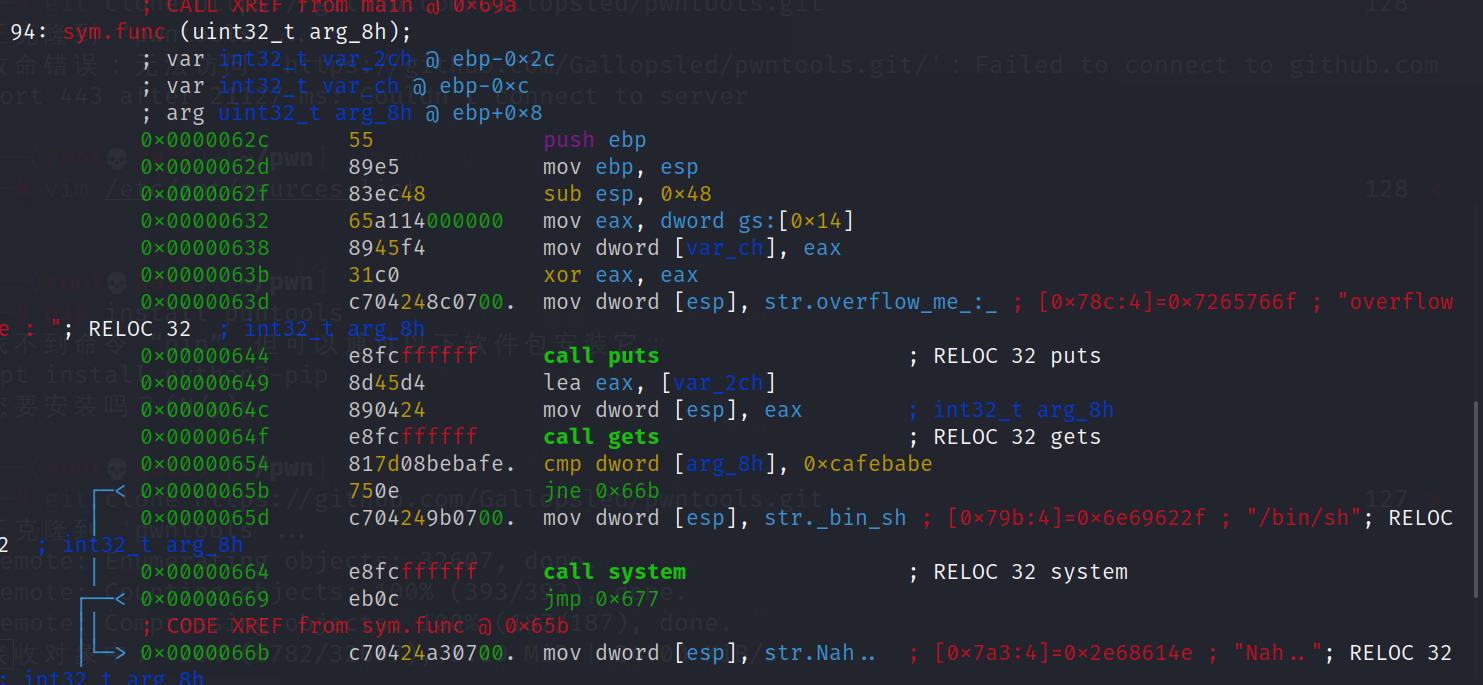 ; CALL XREF from main @ 0×69a
94: sym.func (uint32_t arg_8h);
; var int32_t var_2ch @ ebp-0×2c
; var int32_t var_ch @ ebp-0×c
; arg uint32_t arg_8h @ ebp+0×8
0×0000062c 55 push ebp
0×0000062d 89e5 mov ebp, esp
0×0000062f 83ec48 sub esp, 0×48
0×00000632 65a114000000 mov eax, dword gs:[0×14]
0×00000638 8945f4 mov dword [var_ch], eax
0×0000063b 31c0 xor eax, eax
0×0000063d c704248c0700. mov dword [esp], str.overflow_me_:_ ; [0×78c:4]=0×7265766f ; "overflow
e : "; RELOC 32 ; int32_t arg_8h
0×00000644 e8fcffffff call puts ; RELOC 32 puts
0×00000649 8d45d4 lea eax, [var_2ch]
0×0000064c 890424 mov dword [esp], eax ; int32_t arg_8h
0×0000064f e8fcffffff call gets ; RELOC 32 gets
0×00000654 817d08bebafe. cmp dword [arg_8h], 0×cafebabe
0×0000065b 750e jne 0×66b
0×0000065d c704249b0700. mov dword [esp], str._bin_sh ; [0×79b:4]=0×6e69622f ; "/bin/sh"; RELOC
2 ; int32_t arg_8h
0×00000664 e8fcffffff call system ; RELOC 32 system
0×00000669 eb0c jmp 0×677
; CODE XREF from sym.func @ 0×65b
0×0000066b c70424a30700. mov dword [esp], str.Nah.. ; [0×7a3:4]=0×2e68614e ; "Nah.."; RELOC 32
; int32_t arg_8h